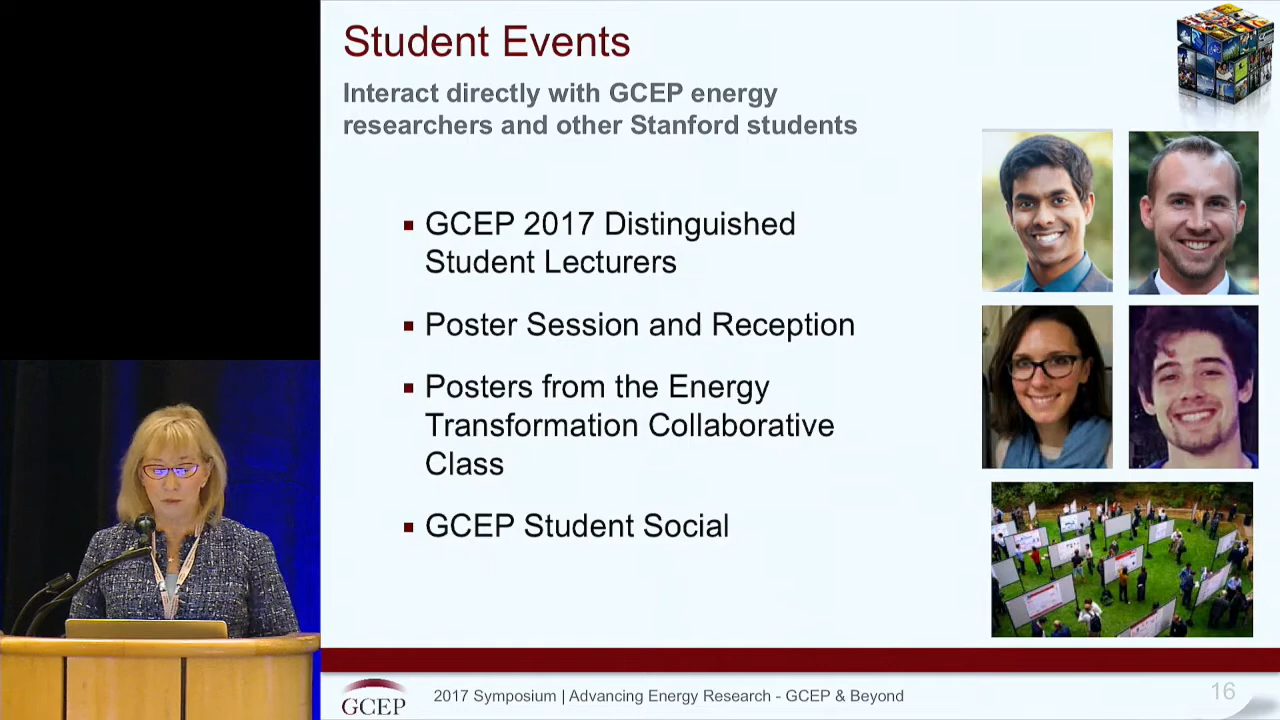 Student Events
Interact directly with GCEP energy
researchers and other Stanford students
▪ GCEP 2017 Distinguished
Student Lecturers
▪ Poster Session and Reception
▪ Posters from the Energy
Transformation Collaborative
Class
▪ GCEP Student Social
GCEP
2017 Symposium | Advancing Energy Research - GCEP & Beyond
16